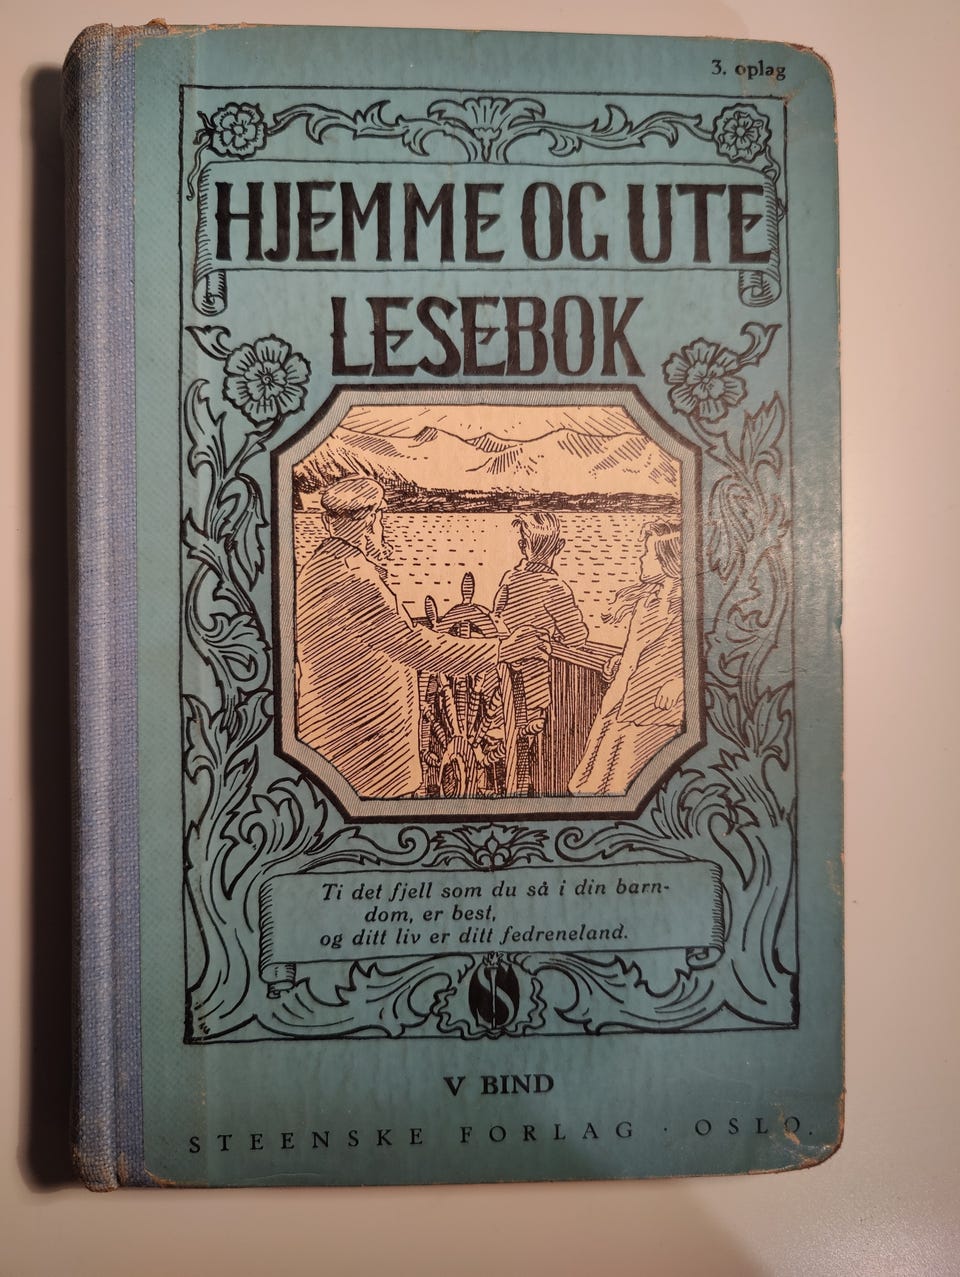 3. oplag
HJEMME OG UTE
LESEBOK
Ti det fjell som du så i din barn-
dom, er best,
og ditt liv er ditt fedreneland.
S
V BIND
STEENSKE FORLAG · OSLO.